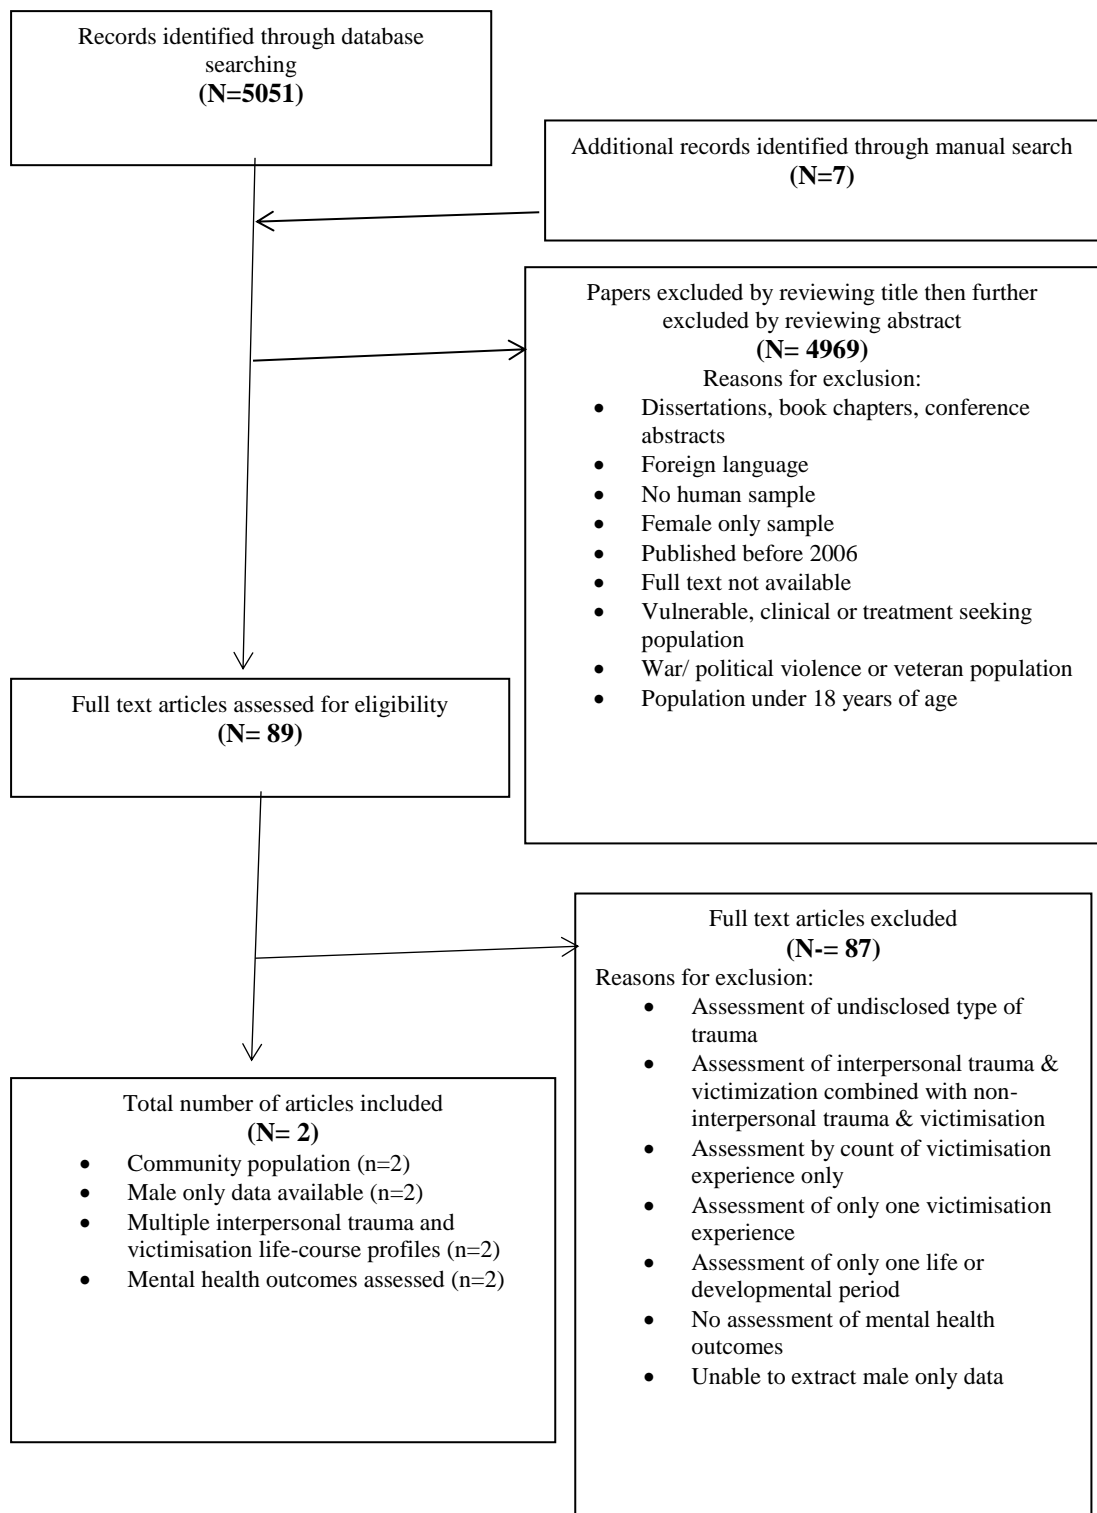 Records identified through database
searching
(N=5051)
Additional records identified through manual search
(N=7)
Papers excluded by reviewing title then further
excluded by reviewing abstract
(N= 4969)
Reasons for exclusion:
• Dissertations, book chapters, conference
abstracts
• Foreign language
• No human sample
• Female only sample
• Published before 2006
• Full text not available
• Vulnerable, clinical or treatment seeking
population
• War/ political violence or veteran population
• Population under 18 years of age
Full text articles assessed for eligibility
(N= 89)
Full text articles excluded
(N-= 87)
Reasons for exclusion:
• Assessment of undisclosed type of
trauma
• Assessment of interpersonal trauma &
victimization combined with non-
interpersonal trauma & victimisation
• Assessment by count of victimisation
experience only
• Assessment of only one victimisation
experience
• Assessment of only one life or
developmental period
• No assessment of mental health
outcomes
• Unable to extract male only data
Total number of articles included
(N= 2)
• Community population (n=2)
• Male only data available (n=2)
• Multiple interpersonal trauma and
victimisation life-course profiles (n=2)
• Mental health outcomes assessed (n=2)